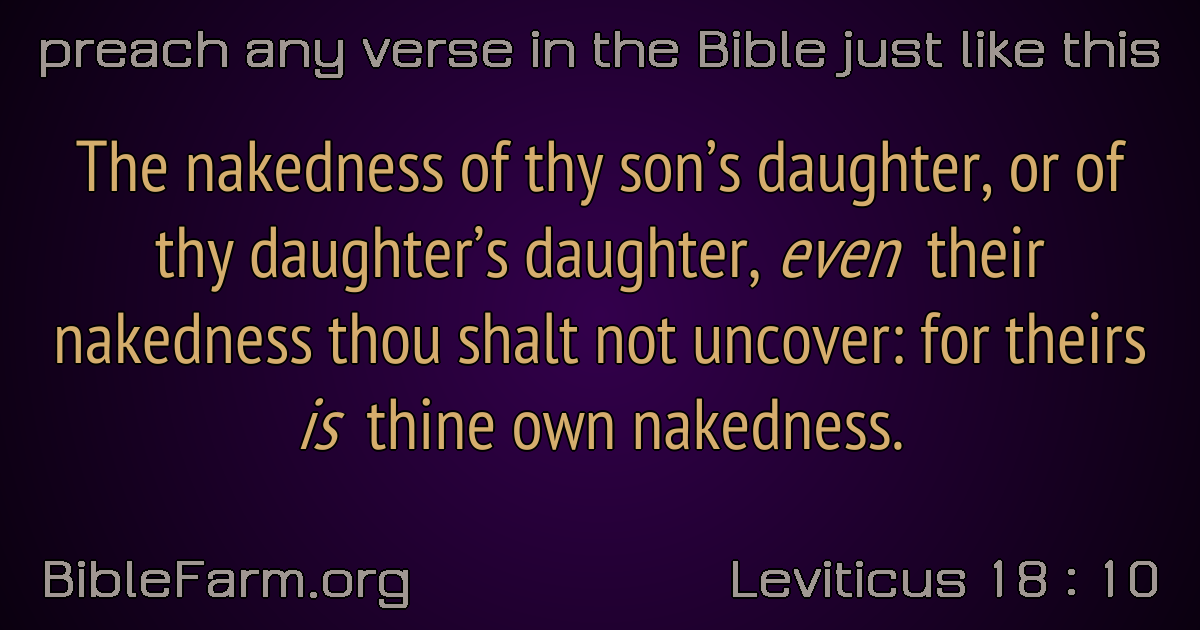 preach any verse in the Bible just like this
The nakedness of thy son’s daughter, or of
thy daughter’s daughter, even their
nakedness thou shalt not uncover: for theirs
is thine own nakedness.
BibleFarm.org
Leviticus 18 : 10